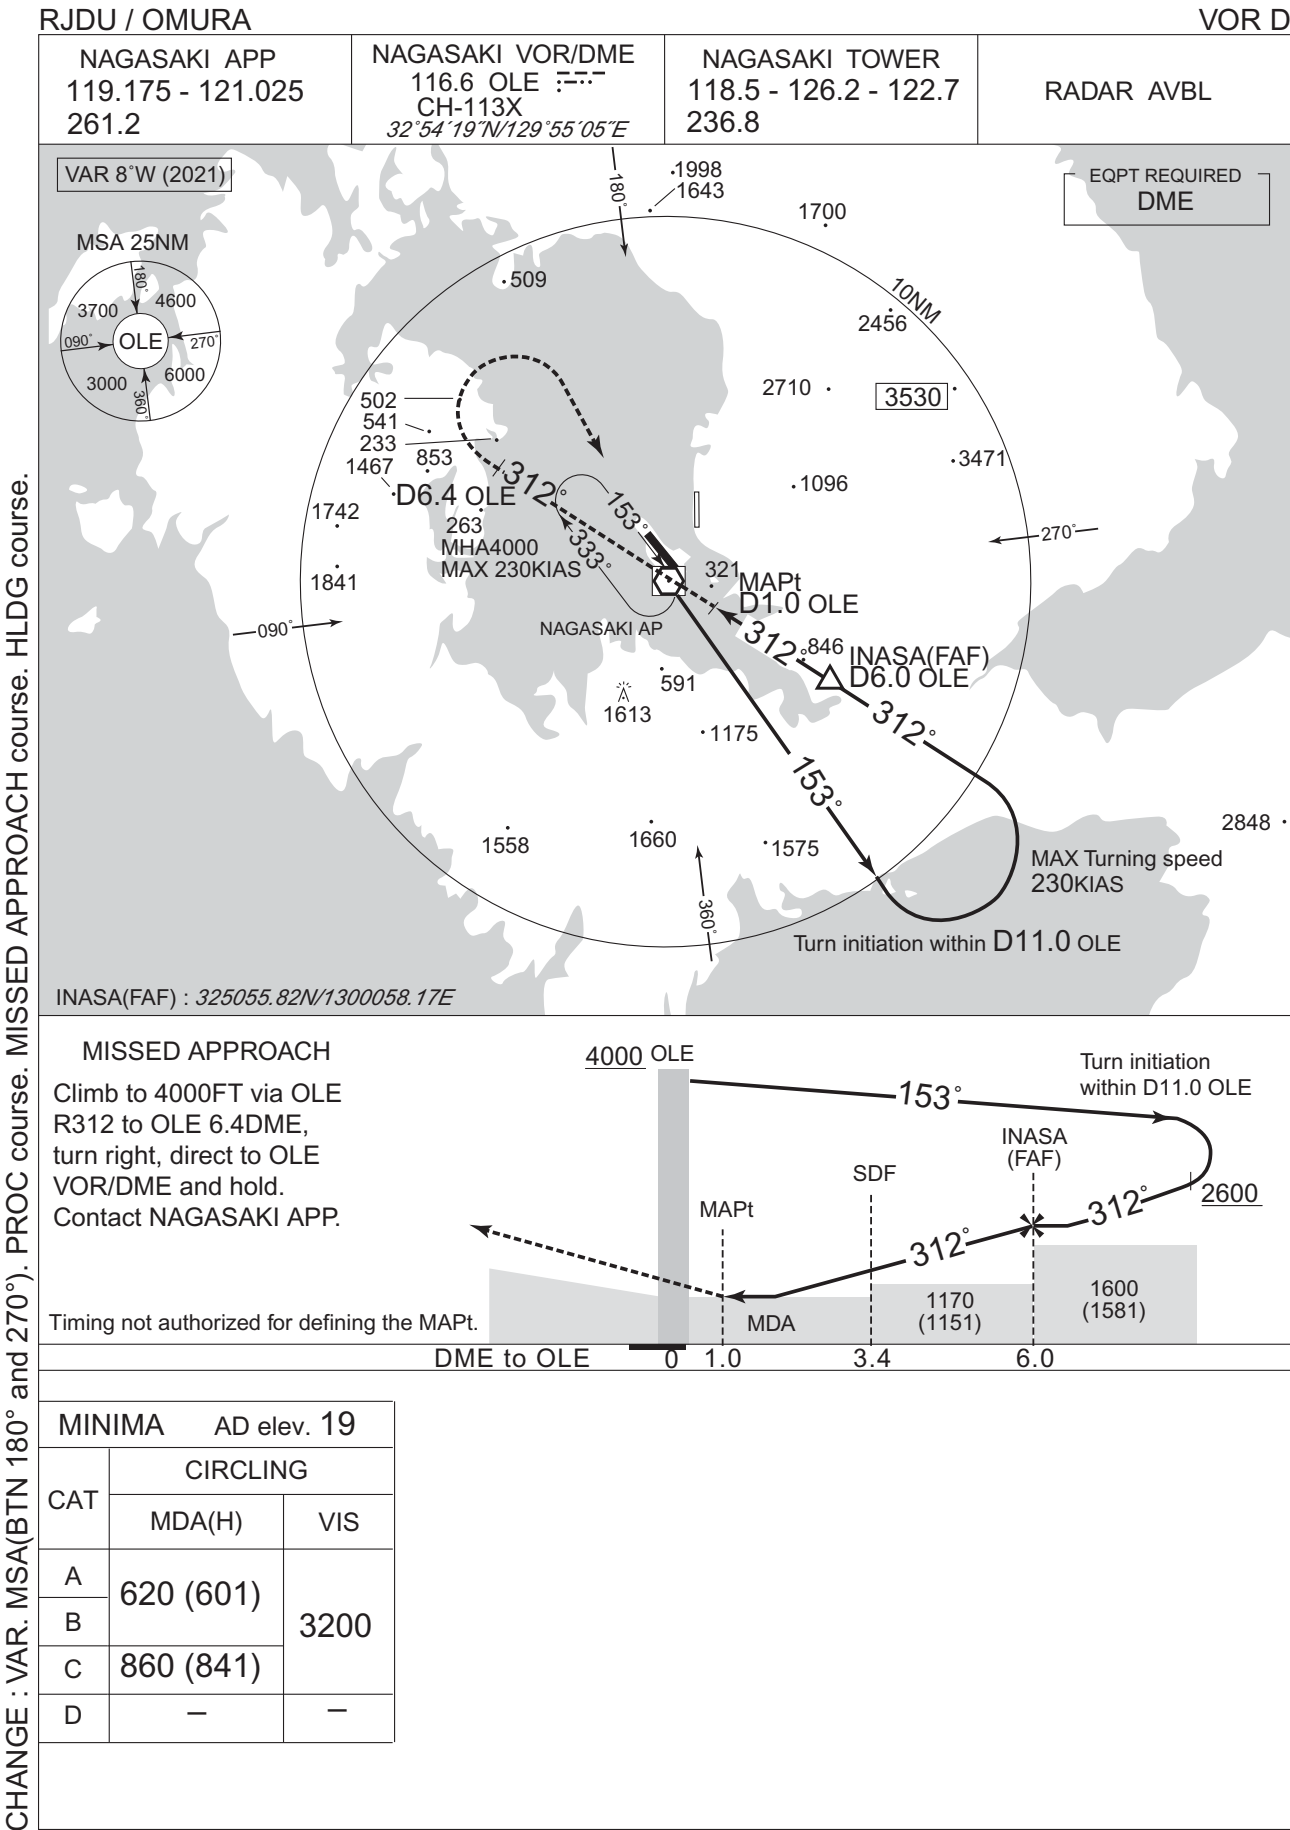 RJDU / OMURA
VOR D
NAGASAKI APP
119.175 - 121.025
261.2
NAGASAKI VOR/DME
116.6 OLE
CH-113X
32°54´19˝N/129°55´05˝E
NAGASAKI TOWER
118.5 - 126.2 - 122.7
236.8
RADAR AVBL
VAR 8°W (2021)
EQPT REQUIRED
DME
MSA 25NM
180°
3700
4600
090°
OLE
270°
3000
6000
360°
180°
1998
1643
1700
509
10NM
2456
2710
3530
502
541
233
1467
853
3471
312°
D6.4 OLE
1096
153°
1742
263
333°
MHA4000
MAX 230KIAS
270°
1841
321
MAPt
D1.0 OLE
090°
NAGASAKI AP
312°
846
INASA(FAF)
D6.0 OLE
591
1613
312°
1175
153°
1558
1660
1575
2848
MAX Turning speed
230KIAS
360°
Turn initiation within D11.0 OLE
INASA(FAF) : 325055.82N/1300058.17E
MISSED APPROACH
Climb to 4000FT via OLE
R312 to OLE 6.4DME,
turn right, direct to OLE
VOR/DME and hold.
Contact NAGASAKI APP.
Timing not authorized for defining the MAPt.
4000 OLE
153°
Turn initiation
within D11.0 OLE
INASA
(FAF)
SDF
MAPt
2600
312°
312°
MDA
1170
(1151)
1600
(1581)
DME to OLE
0
1.0
3.4
6.0
MINIMA AD elev. 19
CAT
CIRCLING
MDA(H)
VIS
A
620 (601)
B
3200
C
860 (841)
D
–
–
CHANGE : VAR. MSA(BTN 180° and 270°). PROC course. MISSED APPROACH course. HLDG course.